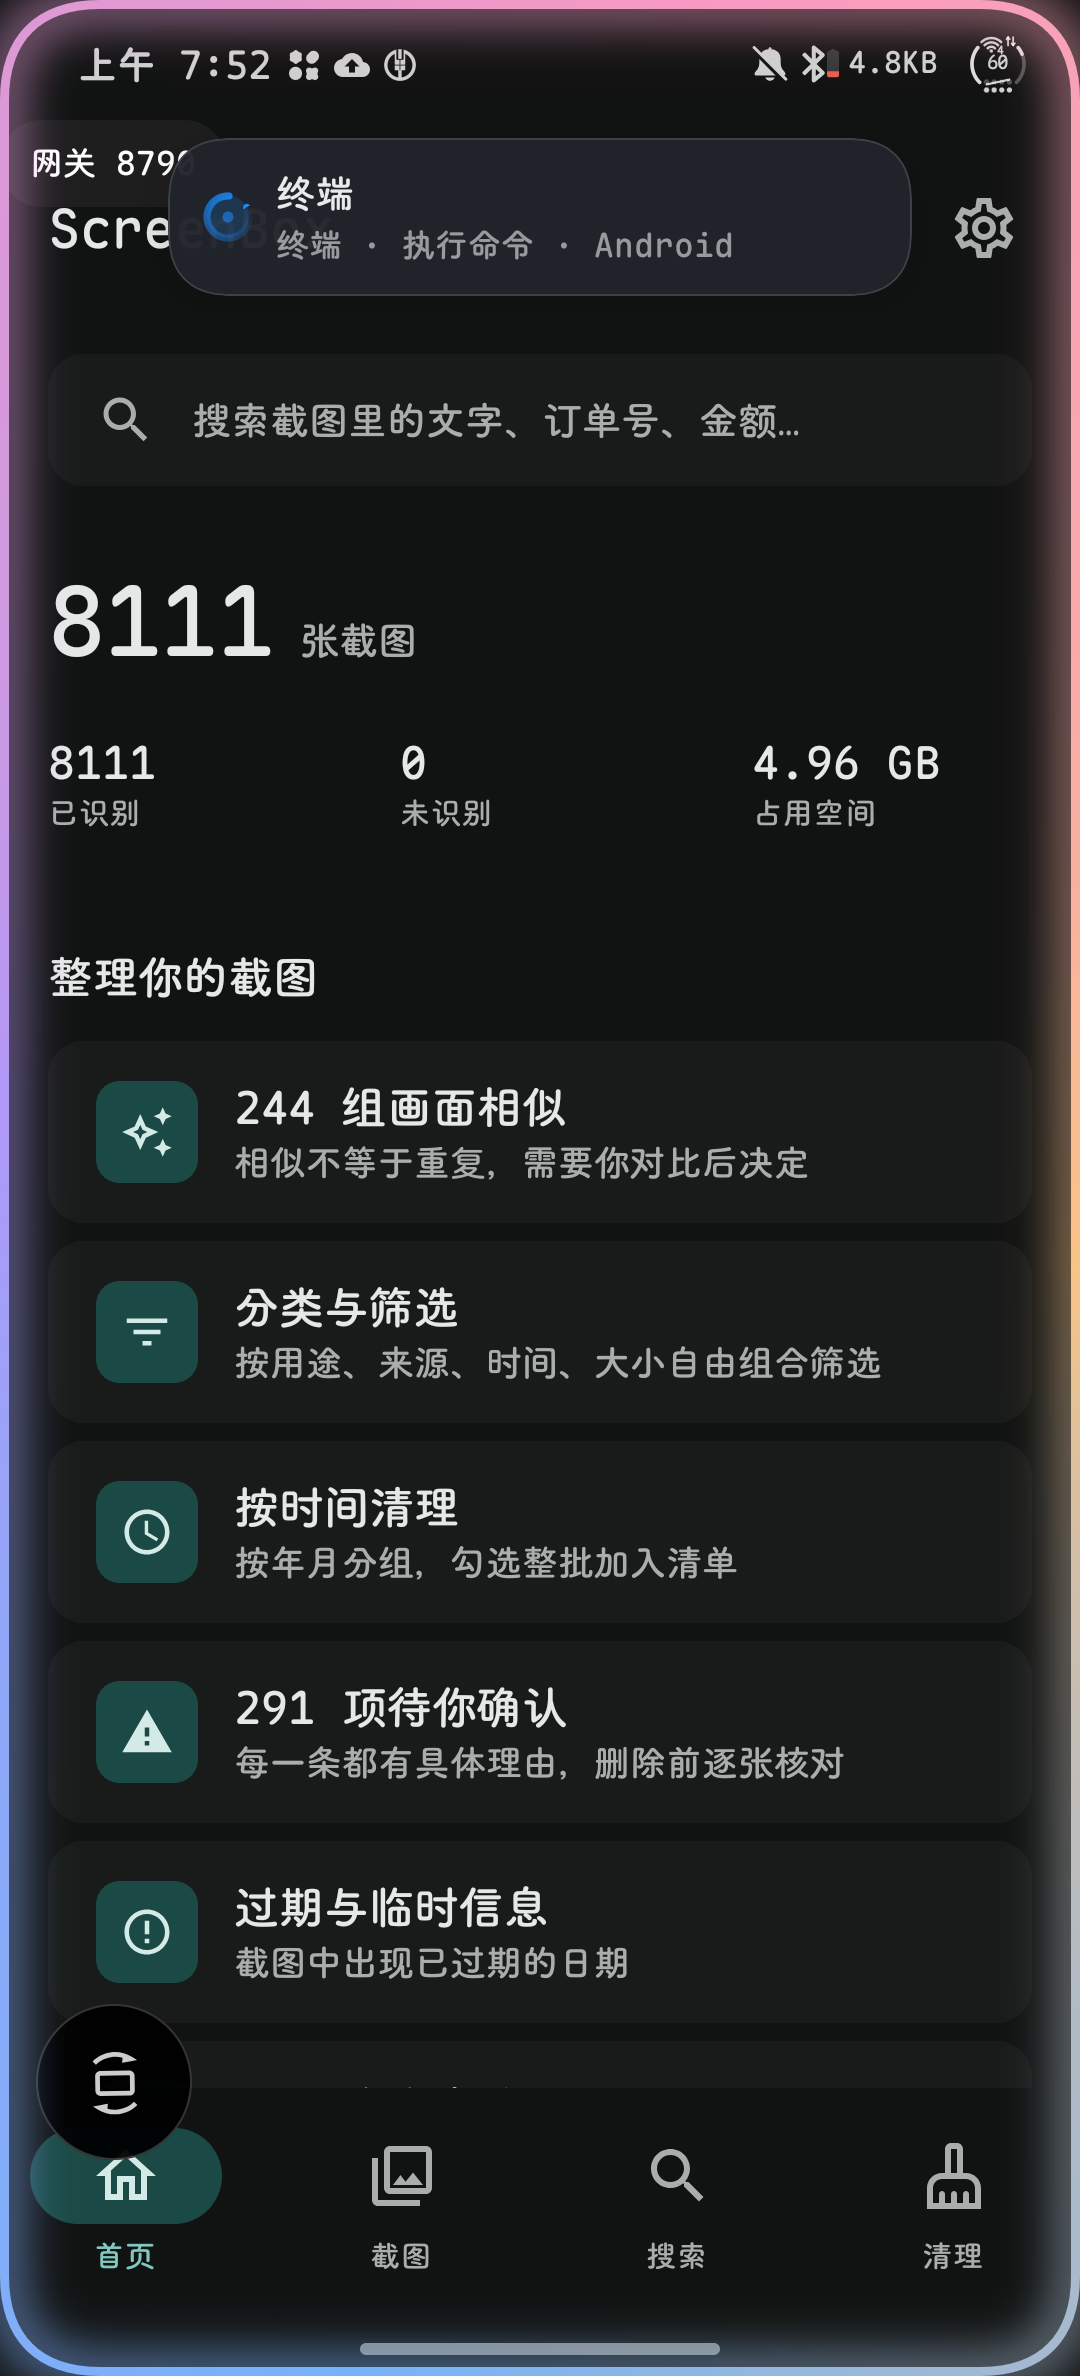 上午 7:52
4.8KB
60
网关 8790
终端
终端 · 执行命令 · Android
ScreenBox
搜索截图里的文字、订单号、金额…
8111 张截图
8111
已识别
0
未识别
4.96 GB
占用空间
整理你的截图
244 组画面相似
相似不等于重复，需要你对比后决定
分类与筛选
按用途、来源、时间、大小自由组合筛选
按时间清理
按年月分组，勾选整批加入清单
291 项待你确认
每一条都有具体理由，删除前逐张核对
过期与临时信息
截图中出现已过期的日期
首页
截图
搜索
清理